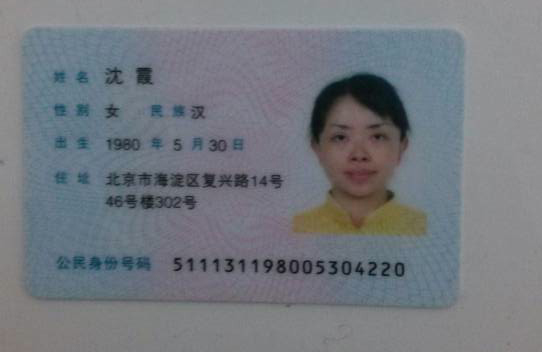 姓名 沈霞
性别 女 民族 汉
出生 1980 年 5 月 30 日
住址 北京市海淀区复兴路14号
46号楼302号
公民身份号码 511131198005304220